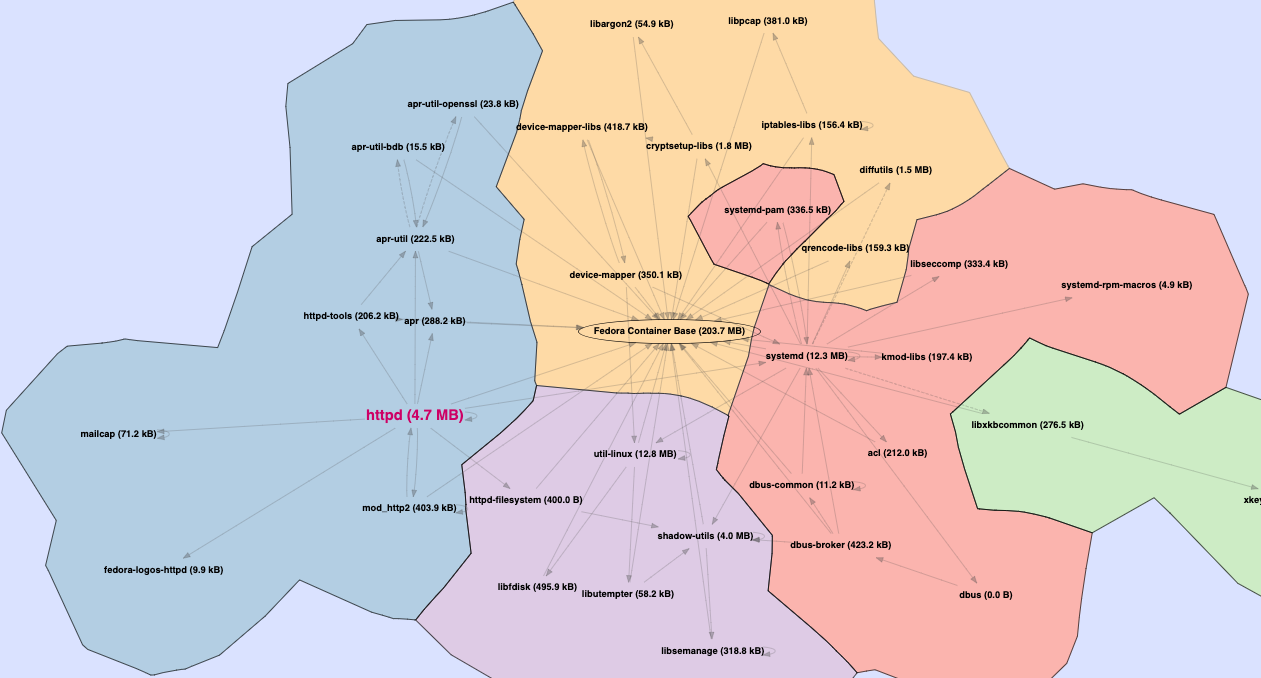 libargon2 (54.9 kB)
libpcap (381.0 kB)
apr-util-openssl (23.8 kB)
device-mapper-libs (418.7 kB)
iptables-libs (156.4 kB)
apr-util-bdb (15.5 kB)
cryptsetup-libs (1.8 MB)
diffutils (1.5 MB)
systemd-pam (336.5 kB)
apr-util (222.5 kB)
qrencode-libs (159.3 kB)
libseccomp (333.4 kB)
device-mapper (350.1 kB)
systemd-rpm-macros (4.9 kB)
httpd-tools (206.2 kB)
apr (288.2 kB)
Fedora Container Base (203.7 MB)
systemd (12.3 MB)
kmod-libs (197.4 kB)
httpd (4.7 MB)
libxkbcommon (276.5 kB)
mailcap (71.2 kB)
util-linux (12.8 MB)
acl (212.0 kB)
dbus-common (11.2 kB)
httpd-filesystem (400.0 B)
xkey
mod_http2 (403.9 kB)
shadow-utils (4.0 MB)
dbus-broker (423.2 kB)
fedora-logos-httpd (9.9 kB)
libfdisk (495.9 kB)
libutempter (58.2 kB)
dbus (0.0 B)
libsemanage (318.8 kB)